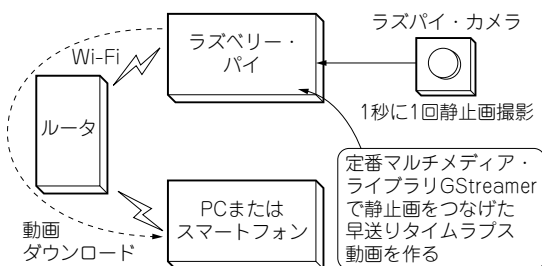 ラズパイ・カメラ
ラズベリー・
パイ
Wi-Fi
1秒に1回静止画撮影
ルータ
定番マルチメディア・
ライブラリGStreamer
で静止画をつなげた
早送りタイムラプス
動画を作る
PCまたは
スマートフォン
動画
ダウンロード